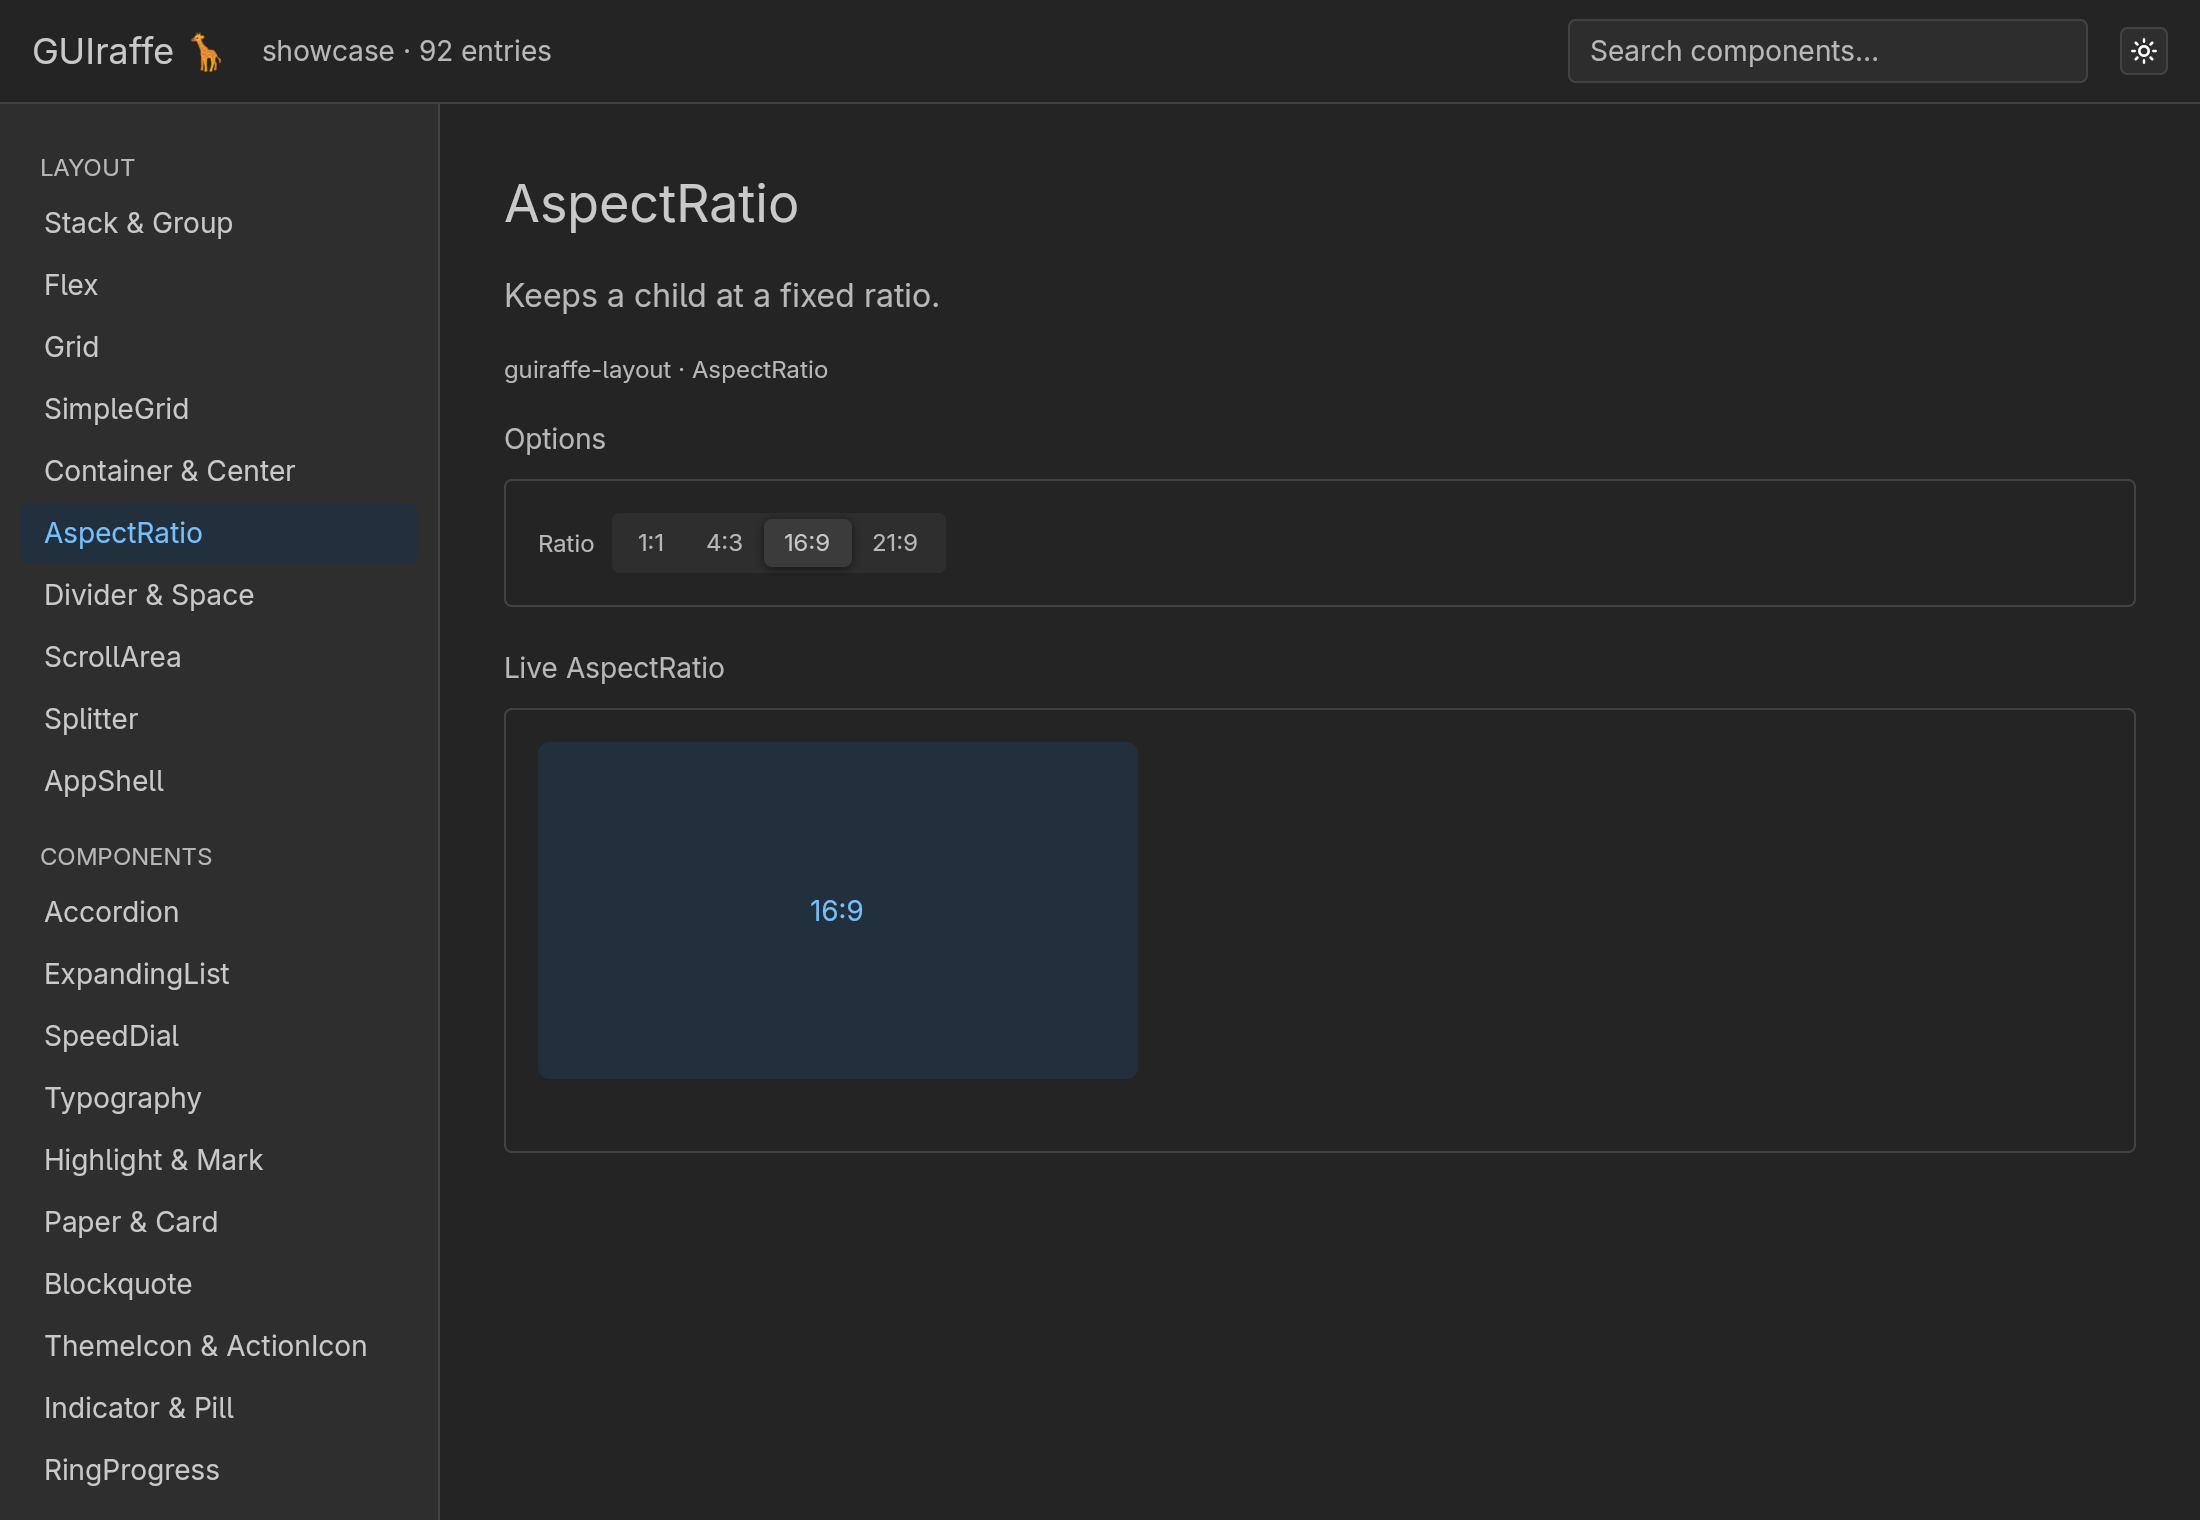 GUIraffe 🦒 showcase · 92 entries
Search components...
LAYOUT
Stack & Group
Flex
Grid
SimpleGrid
Container & Center
AspectRatio
Divider & Space
ScrollArea
Splitter
AppShell
COMPONENTS
Accordion
ExpandingList
SpeedDial
Typography
Highlight & Mark
Paper & Card
Blockquote
ThemeIcon & ActionIcon
Indicator & Pill
RingProgress
AspectRatio
Keeps a child at a fixed ratio.
guiraffe-layout · AspectRatio
Options
Ratio 1:1 4:3 16:9 21:9
Live AspectRatio
16:9